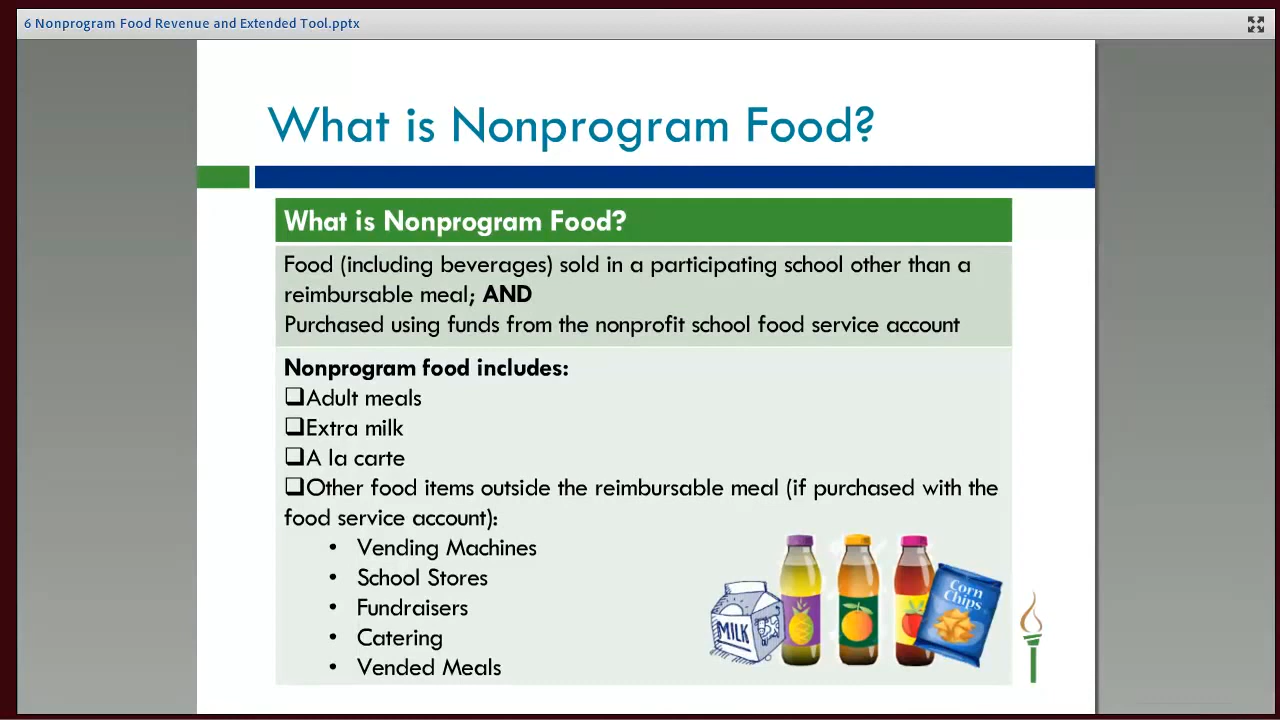 6 Nonprogram Food Revenue and Extended Tool.pptx
What is Nonprogram Food?
What is Nonprogram Food?
Food (including beverages) sold in a participating school other than a
reimbursable meal; AND
Purchased using funds from the nonprofit school food service account
Nonprogram food includes:
❑Adult meals
❑Extra milk
❑A la carte
❑Other food items outside the reimbursable meal (if purchased with the
food service account):
• Vending Machines
• School Stores
• Fundraisers
• Catering
• Vended Meals
MILK
Corn
Chips